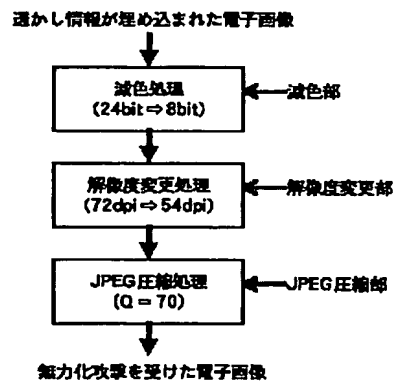 透かし情報が埋め込まれた電子画像
減色処理
(24bit⇒8bit)
減色部
解像度変更処理
(72dpi⇒54dpi)
解像度変更部
JPEG圧縮処理
(Q = 70)
JPEG圧縮部
無力化攻撃を受けた電子画像